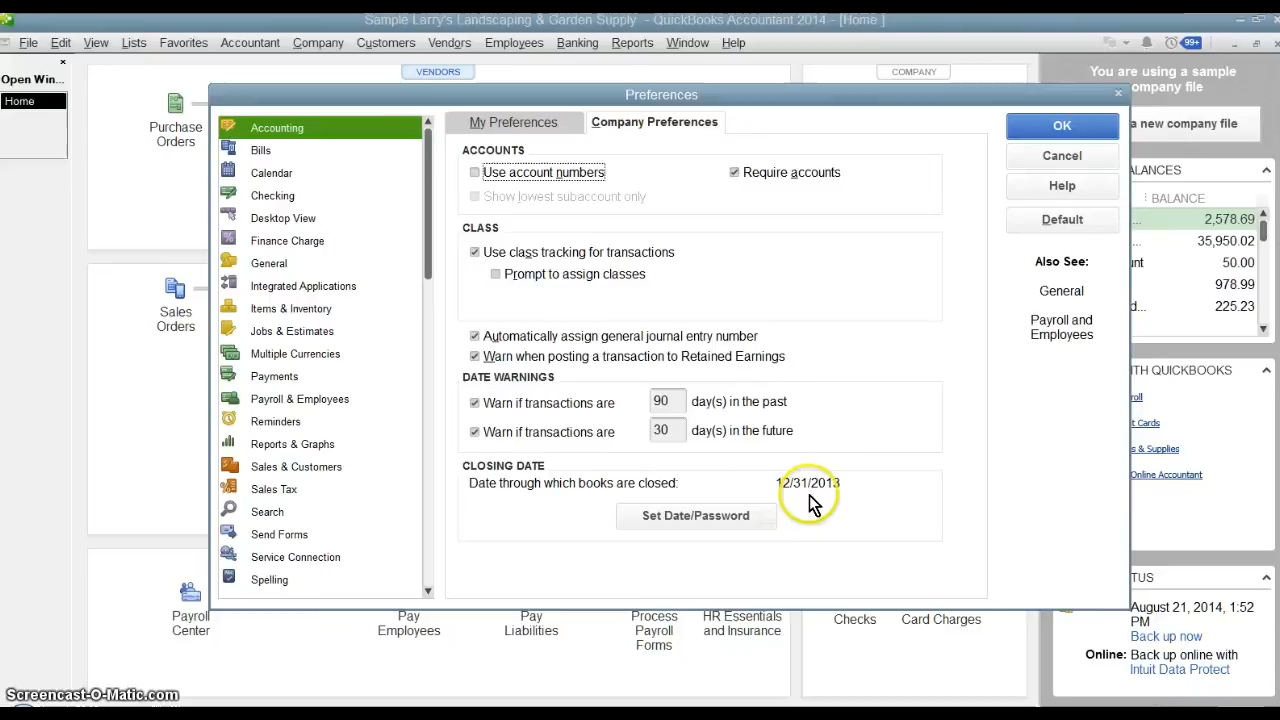 Sample Larry's Landscaping & Garden Supply - QuickBooks Accountant 2014 - [Home ]
File Edit View Lists Favorites Accountant Company Customers Vendors Employees Banking Reports Window Help
99+
Open Win...
Home
VENDORS
COMPANY
You are using a sample
ompany file
a new company file
Purchase
Orders
Sales
Orders
Payroll
Center
Preferences
Accounting
Bills
Calendar
Checking
Desktop View
Finance Charge
General
Integrated Applications
Items & Inventory
Jobs & Estimates
Multiple Currencies
Payments
Payroll & Employees
Reminders
Reports & Graphs
Sales & Customers
Sales Tax
Search
Send Forms
Service Connection
Spelling
My Preferences
Company Preferences
ACCOUNTS
Use account numbers
Require accounts
Show lowest subaccount only
CLASS
Use class tracking for transactions
Prompt to assign classes
Automatically assign general journal entry number
Warn when posting a transaction to Retained Earnings
DATE WARNINGS
Warn if transactions are 90 day(s) in the past
Warn if transactions are 30 day(s) in the future
CLOSING DATE
Date through which books are closed: 12/31/2013
Set Date/Password
OK
Cancel
Help
Default
Also See:
General
Payroll and
Employees
ALANCES
BALANCE
... 2,578.69
... 35,950.02
unt 50.00
978.99
d... 225.23
ITH QUICKBOOKS
roll
t Cards
s & Supplies
Online Accountant
TUS
August 21, 2014, 1:52
PM
Back up now
Online: Back up online with
Intuit Data Protect
Pay
Employees
Pay
Liabilities
Process
Payroll
Forms
HR Essentials
and Insurance
Checks
Card Charges
Screencast-O-Matic.com